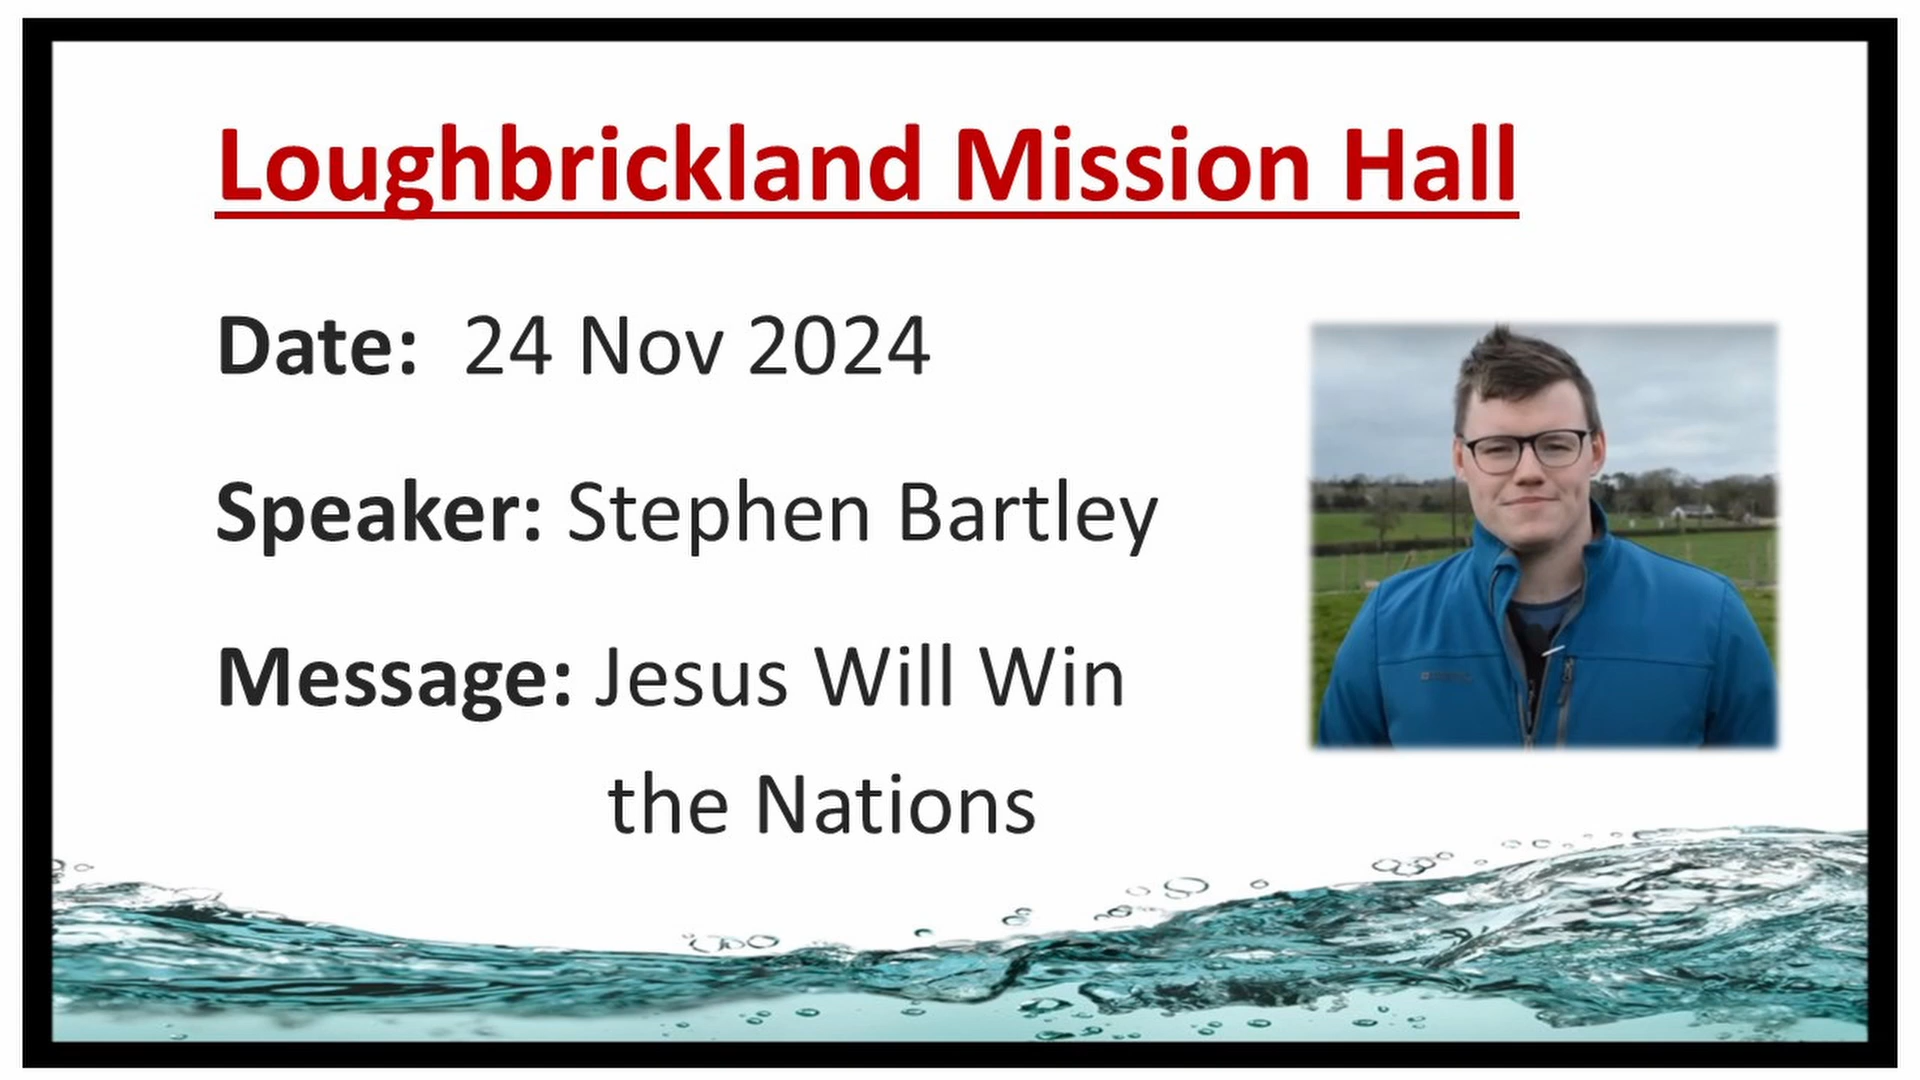 Loughbrickland Mission Hall
Date: 24 Nov 2024
Speaker: Stephen Bartley
Message: Jesus Will Win
the Nations